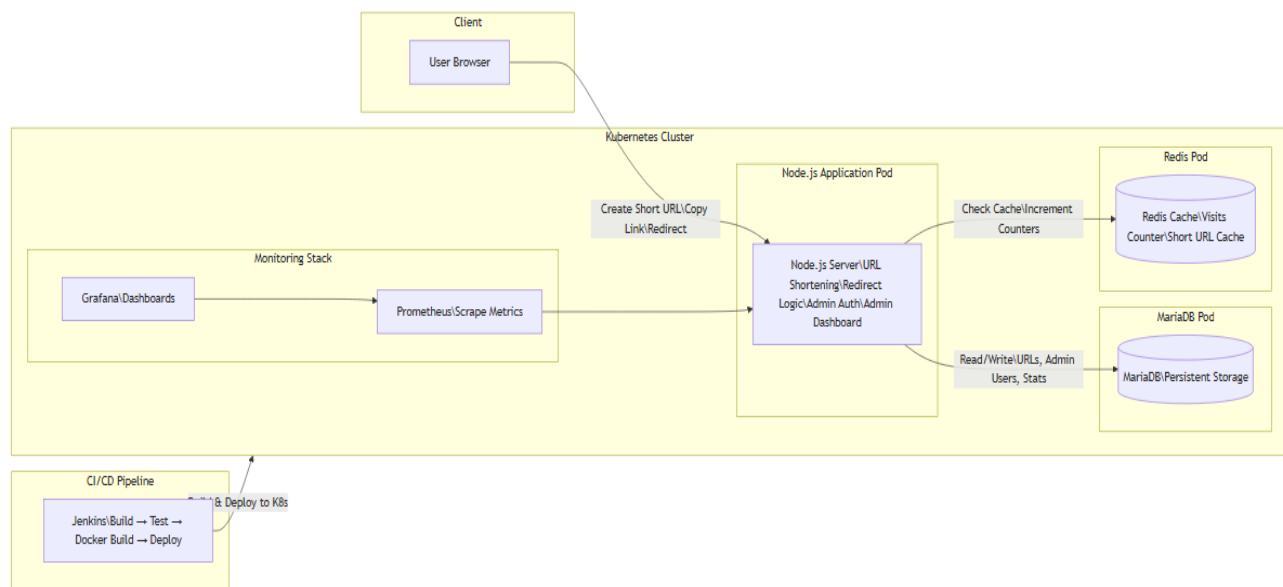 Client
User Browser
Kubernetes Cluster
Redis Pod
Node.js Application Pod
Create Short URL\Copy
Link\Redirect
Check Cache\Increment
Counters
Redis Cache\Visits
Counter\Short URL Cache
Monitoring Stack
Grafana\Dashboards
Prometheus\Scrape Metrics
Node.js Server\URL
Shortening\Redirect
Logic\Admin Auth\Admin
Dashboard
MariaDB Pod
Read/Write\URLs, Admin
Users, Stats
MariaDB\Persistent Storage
CI/CD Pipeline
& Deploy to K8s
Jenkins\Build → Test →
Docker Build → Deploy